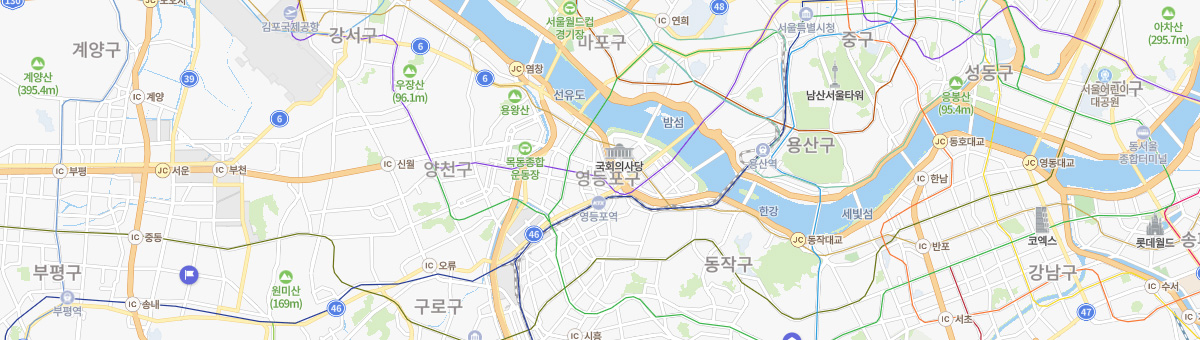 130
48
서울월드컵
경기장
IC 연희
서울특별시청
아차산
(295.7m)
김포국제공항
강서구
마포구
중구
계양구
6
계양산
(395.4m)
39
우장산
(96.1m)
6
JC 염창
성동구
응봉산
(95.4m)
서울어린이
대공원
IC 계양
용왕산
선유도
남산서울타워
6
밤섬
동서울
종합터미널
목동종합
운동장
국회의사당
용산구
용산역
JC 동호대교
IC 부평
JC 서운
IC 부천
IC 신월
양천구
영등포구
IC 한남
JC 영동대교
영등포역
한강
세빛섬
코엑스
롯데월드
IC 중동
46
JC 동작대교
IC 반포
부평구
IC 오류
동작구
강남구
원미산
(169m)
IC 수서
부평역
IC 송내
46
구로구
47
IC 서초
IC 시흥